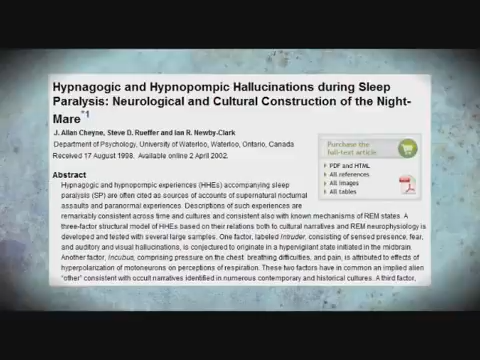 Hypnagogic and Hypnopompic Hallucinations during Sleep
Paralysis: Neurological and Cultural Construction of the Night-
Mare*1
J. Allan Cheyne, Steve D. Rueffer and Ian R. Newby-Clark
Department of Psychology, University of Waterloo, Waterloo, Ontario, Canada
Received 17 August 1998. Available online 2 April 2002.
Purchase the
full-text article
PDF and HTML
All references
All images
All tables
Abstract
Hypnagogic and hypnopompic experiences (HHEs) accompanying sleep
paralysis (SP) are often cited as sources of accounts of supernatural nocturnal
assaults and paranormal experiences. Descriptions of such experiences are
remarkably consistent across time and cultures and consistent also with known mechanisms of REM states. A
three-factor structural model of HHEs based on their relations both to cultural narratives and REM neurophysiology is
developed and tested with several large samples. One factor, labeled Intruder, consisting of sensed presence, fear,
and auditory and visual hallucinations, is conjectured to originate in a hypervigilant state initiated in the midbrain.
Another factor, Incubus, comprising pressure on the chest, breathing difficulties, and pain, is attributed to effects of
hyperpolarization of motoneurons on perceptions of respiration. These two factors have in common an implied alien
"other" consistent with occult narratives identified in numerous contemporary and historical cultures. A third factor,